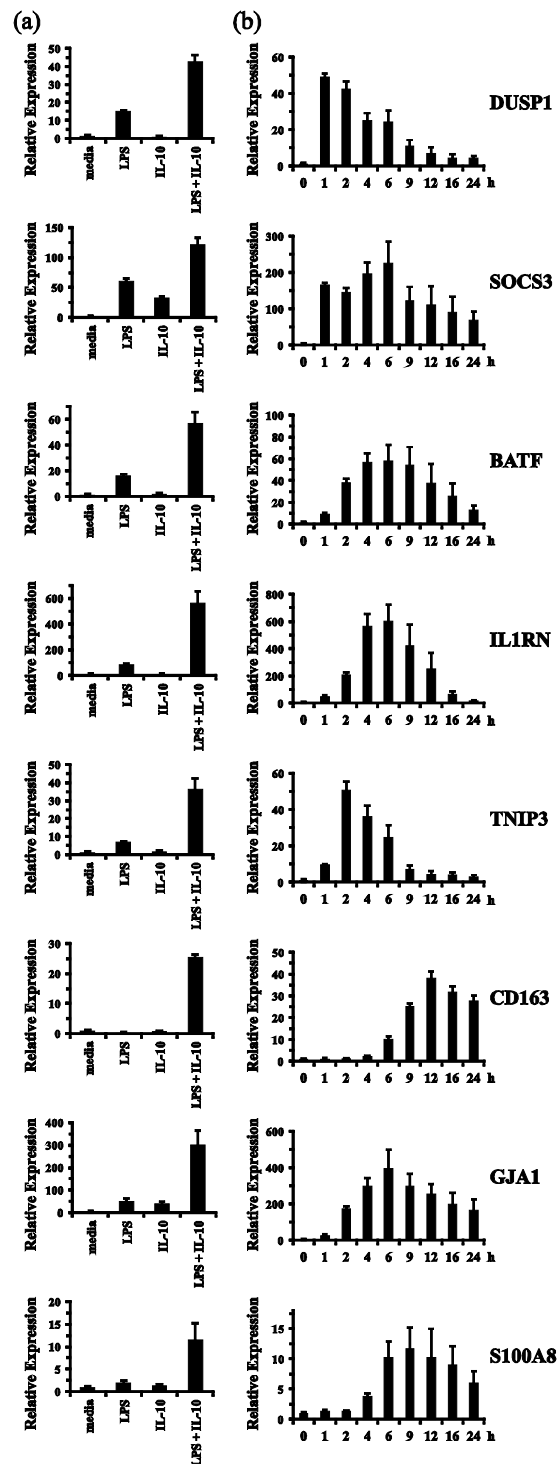 (a) (b)
Relative Expression
50
40
30
20
10
0
media
LPS
IL-10
LPS + IL-10
Relative Expression
60
40
20
0
0 1 2 4 6 9 12 16 24 h
DUSP1
Relative Expression
150
100
50
0
media
LPS
IL-10
LPS + IL-10
Relative Expression
300
200
100
0
0 1 2 4 6 9 12 16 24 h
SOCS3
Relative Expression
60
40
20
0
media
LPS
IL-10
LPS + IL-10
Relative Expression
100
80
60
40
20
0
0 1 2 4 6 9 12 16 24 h
BATF
Relative Expression
600
400
200
0
media
LPS
IL-10
LPS + IL-10
Relative Expression
800
600
400
200
0
0 1 2 4 6 9 12 16 24 h
IL1RN
Relative Expression
50
40
30
20
10
0
media
LPS
IL-10
LPS + IL-10
Relative Expression
60
40
20
0
0 1 2 4 6 9 12 16 24 h
TNIP3
Relative Expression
30
20
10
0
media
LPS
IL-10
LPS + IL-10
Relative Expression
50
40
30
20
10
0
0 1 2 4 6 9 12 16 24 h
CD163
Relative Expression
400
300
200
100
0
media
LPS
IL-10
LPS + IL-10
Relative Expression
600
400
200
0
0 1 2 4 6 9 12 16 24 h
GJA1
Relative Expression
20
15
10
5
0
media
LPS
IL-10
LPS + IL-10
Relative Expression
15
10
5
0
0 1 2 4 6 9 12 16 24 h
S100A8